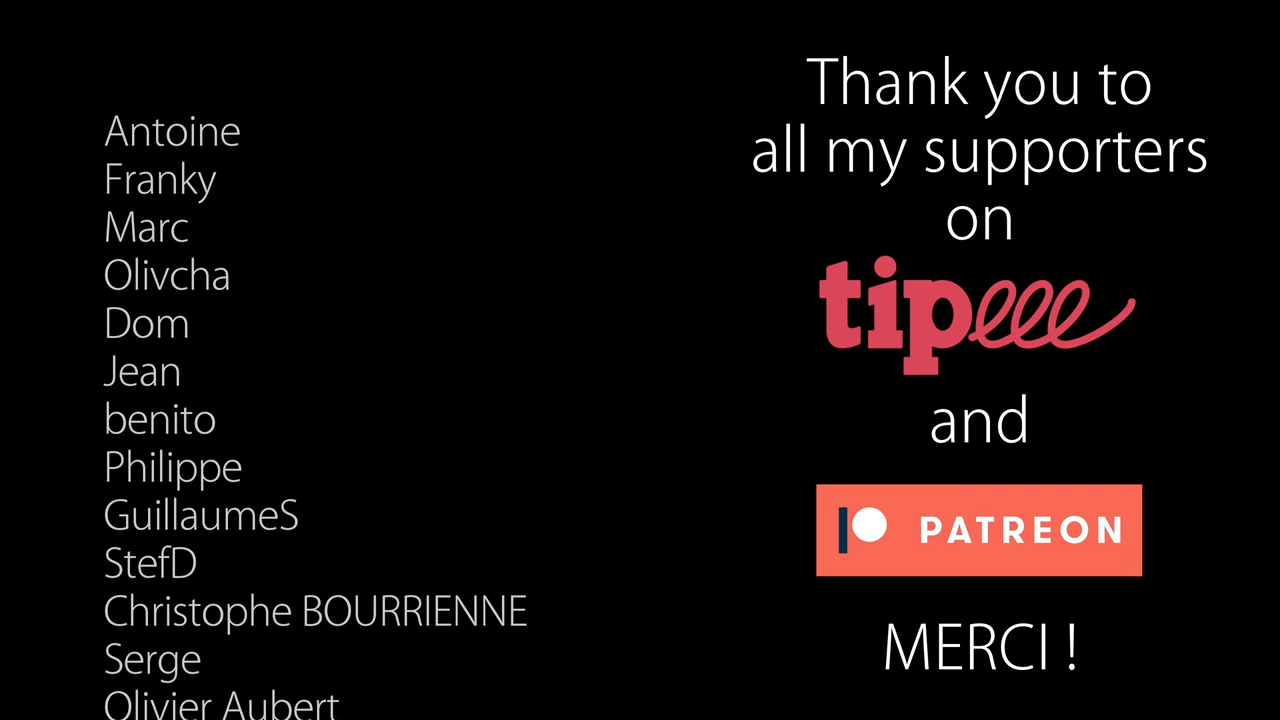 Antoine
Franky
Marc
Olivcha
Dom
Jean
benito
Philippe
GuillaumeS
StefD
Christophe BOURRIENNE
Serge
Olivier Aubert
Thank you to
all my supporters
on
tipeee
and
PATREON
MERCI !